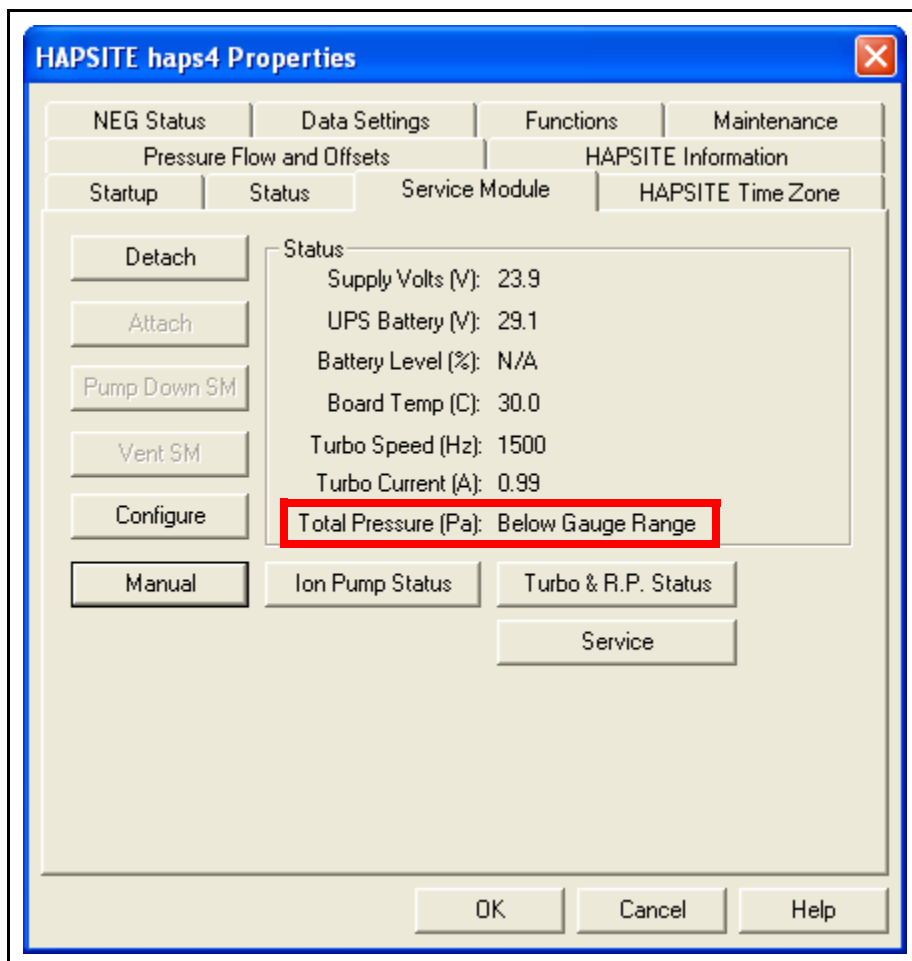 HAPSITE haps4 Properties
NEG Status Data Settings Functions Maintenance
Pressure Flow and Offsets HAPSITE Information
Startup Status Service Module HAPSITE Time Zone
Detach
Attach
Pump Down SM
Vent SM
Configure
Manual
Status
Supply Volts (V): 23.9
UPS Battery (V): 29.1
Battery Level (%): N/A
Board Temp (C): 30.0
Turbo Speed (Hz): 1500
Turbo Current (A): 0.99
Total Pressure (Pa): Below Gauge Range
Ion Pump Status Turbo & R.P. Status
Service
OK Cancel Help